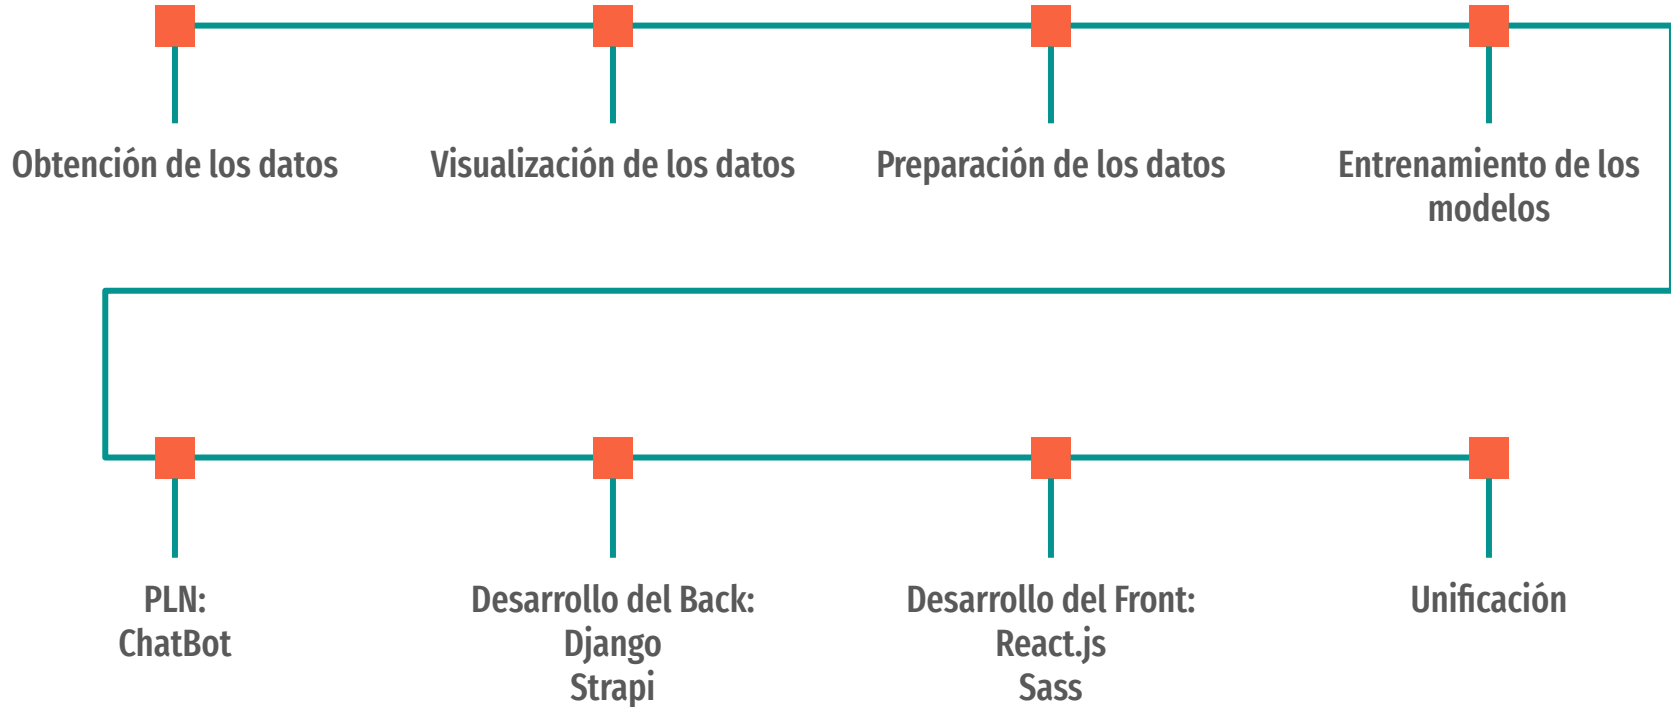 Obtención de los datos
Visualización de los datos
Preparación de los datos
Entrenamiento de los
modelos
PLN:
ChatBot
Desarrollo del Back:
Django
Strapi
Desarrollo del Front:
React.js
Sass
Unificación